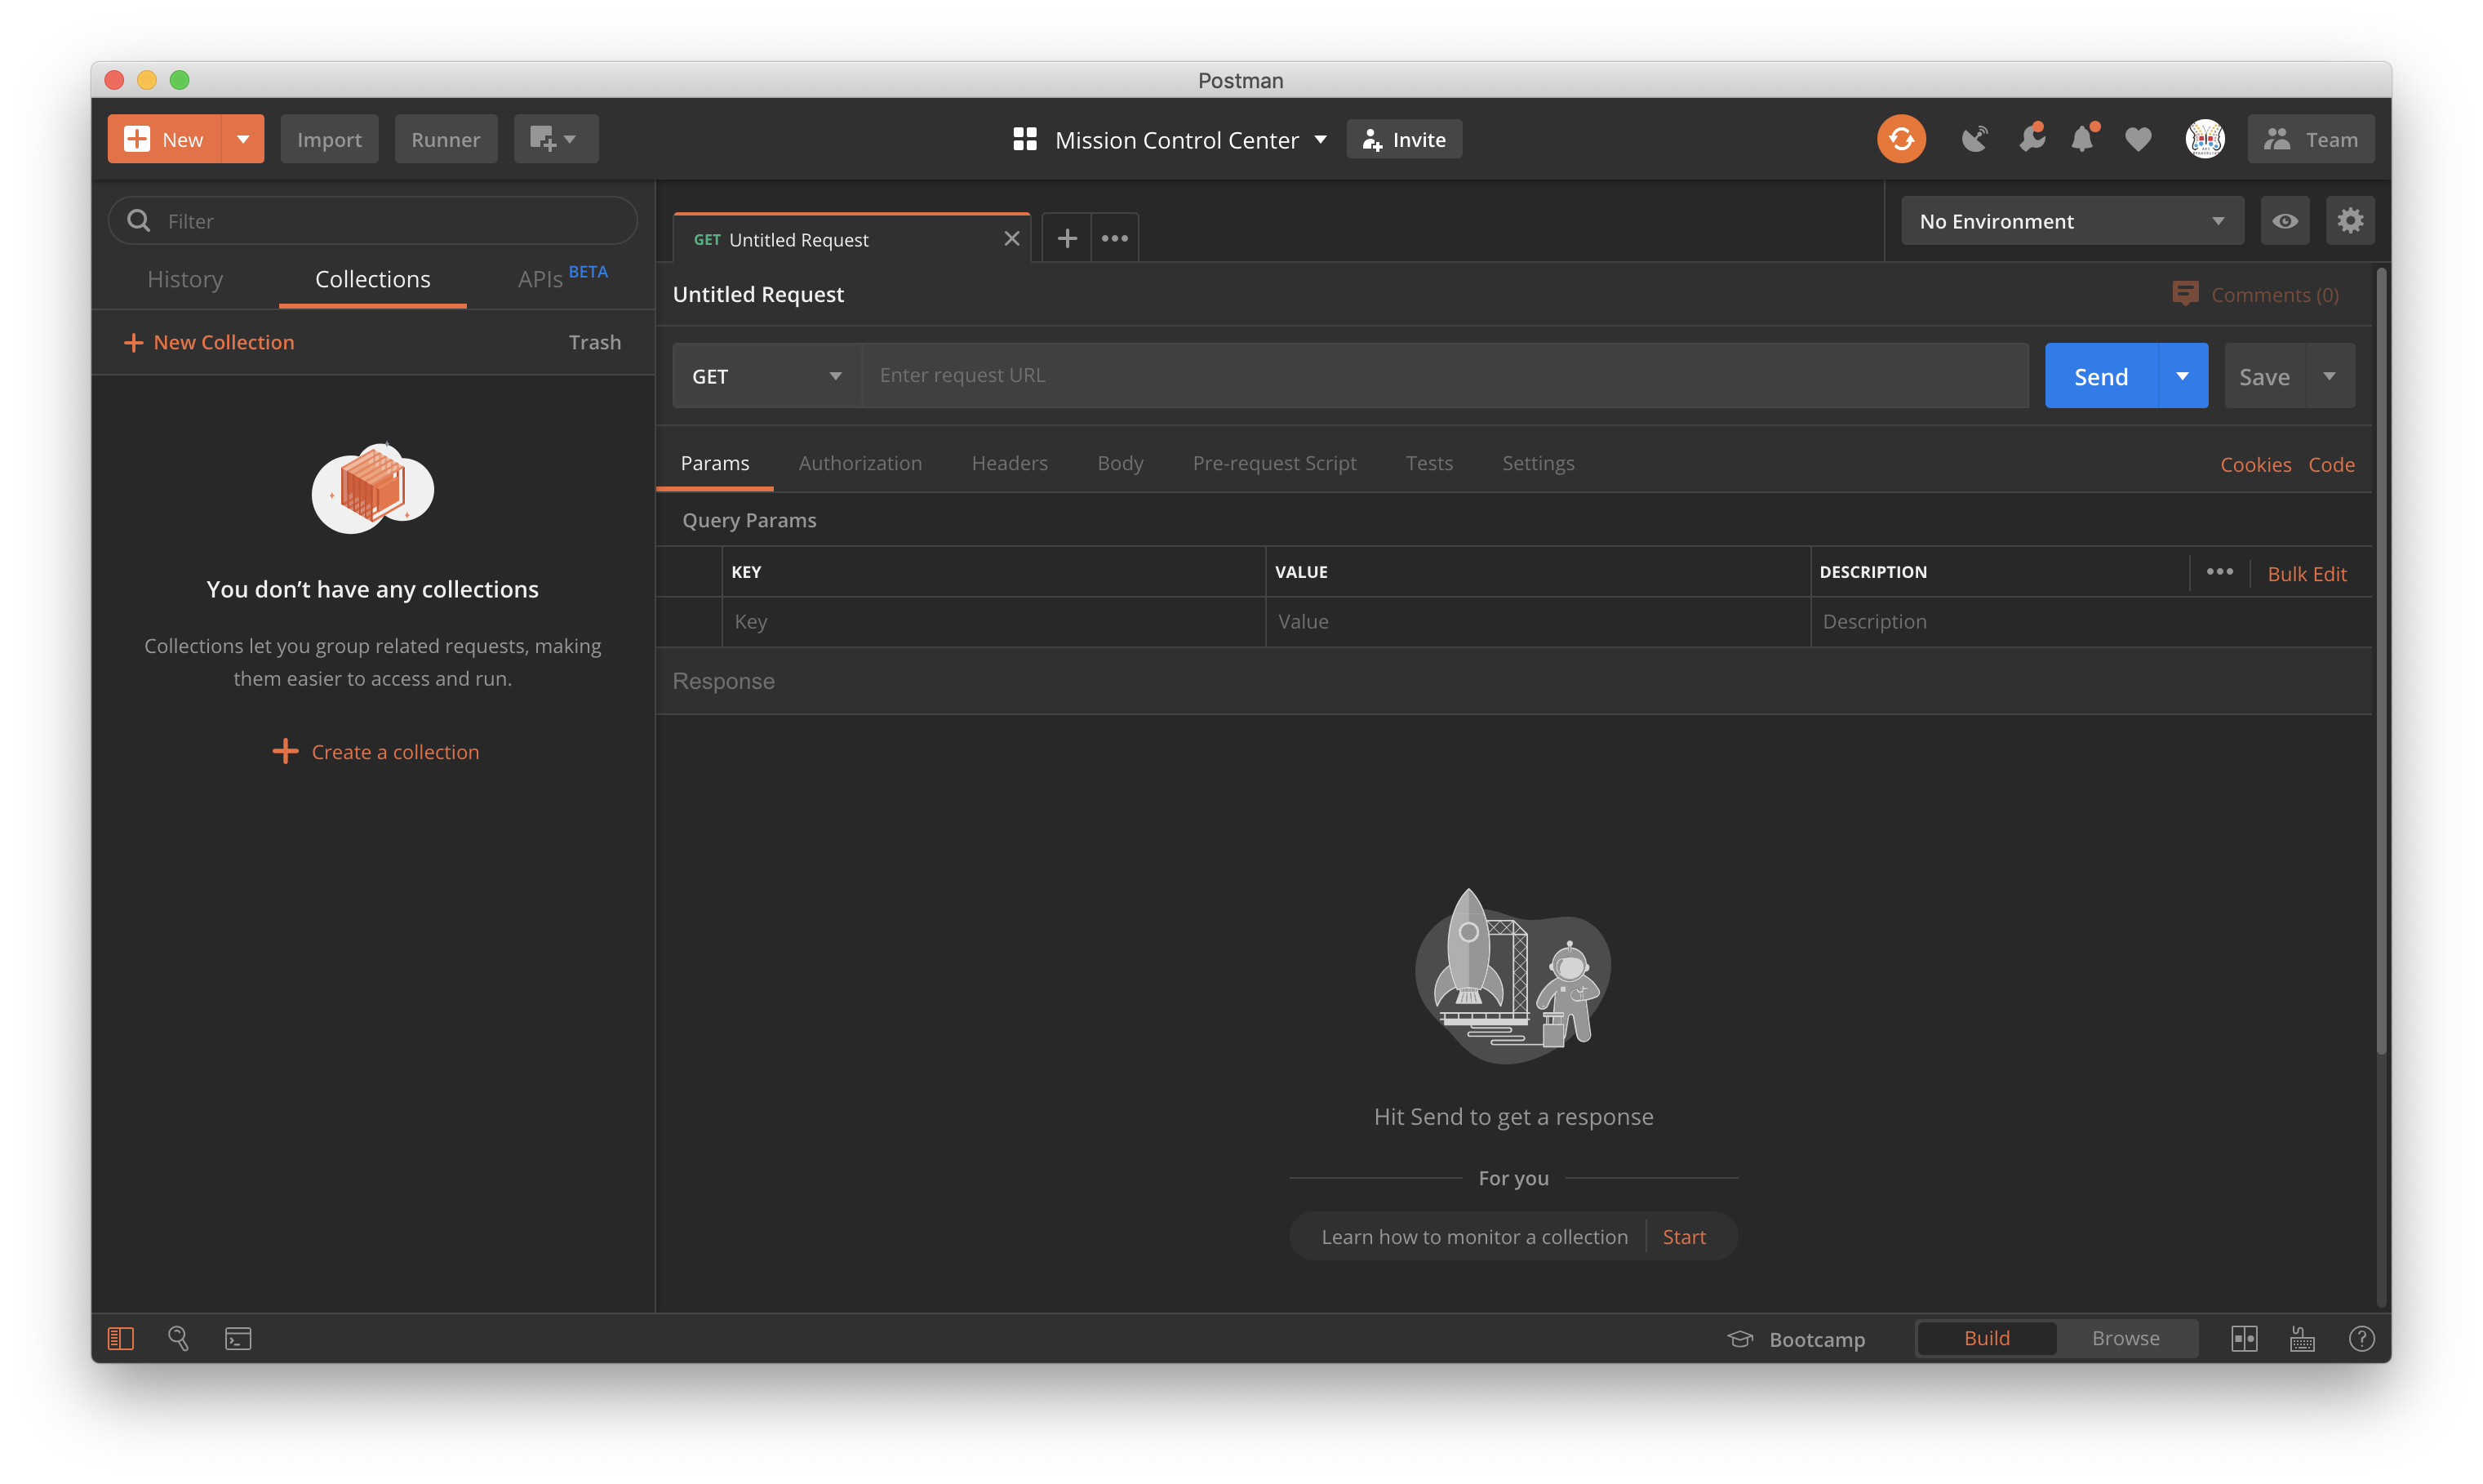 Postman
New
Import
Runner
Mission Control Center
Invite
Team
Filter
History
Collections
APIs BETA
New Collection
Trash
You don’t have any collections
Collections let you group related requests, making
them easier to access and run.
Create a collection
GET Untitled Request
No Environment
Untitled Request
Comments (0)
GET
Enter request URL
Send
Save
Params
Authorization
Headers
Body
Pre-request Script
Tests
Settings
Cookies
Code
Query Params
KEY
VALUE
DESCRIPTION
Bulk Edit
Key
Value
Description
Response
Hit Send to get a response
For you
Learn how to monitor a collection
Start
Bootcamp
Build
Browse